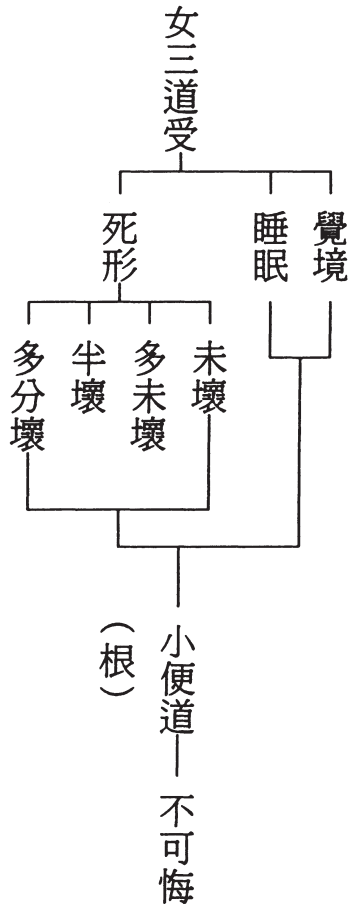 女三道受
覺境
睡眠
死形
未壞
多未壞
半壞
多分壞
小便道
（根）
不可悔